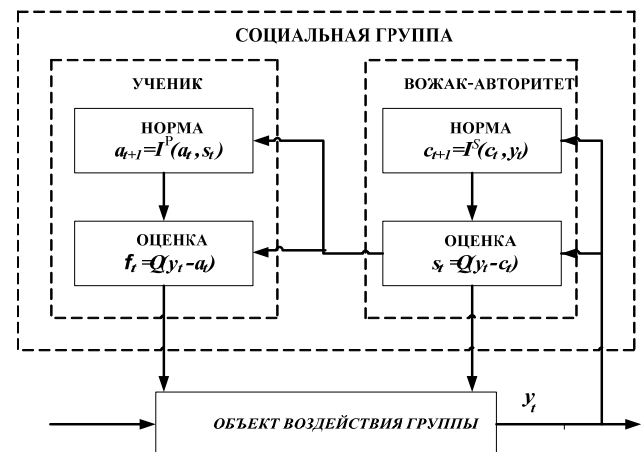 СОЦИАЛЬНАЯ ГРУППА
УЧЕНИК
НОРМА
a_{t+1}=I^P(a_t, s_t)
ОЦЕНКА
f_t=Q(y_t-a_t)
ВОЖАК-АВТОРИТЕТ
НОРМА
c_{t+1}=I^S(c_t, y_t)
ОЦЕНКА
s_t=Q(y_t-c_t)
ОБЪЕКТ ВОЗДЕЙСТВИЯ ГРУППЫ
y_t